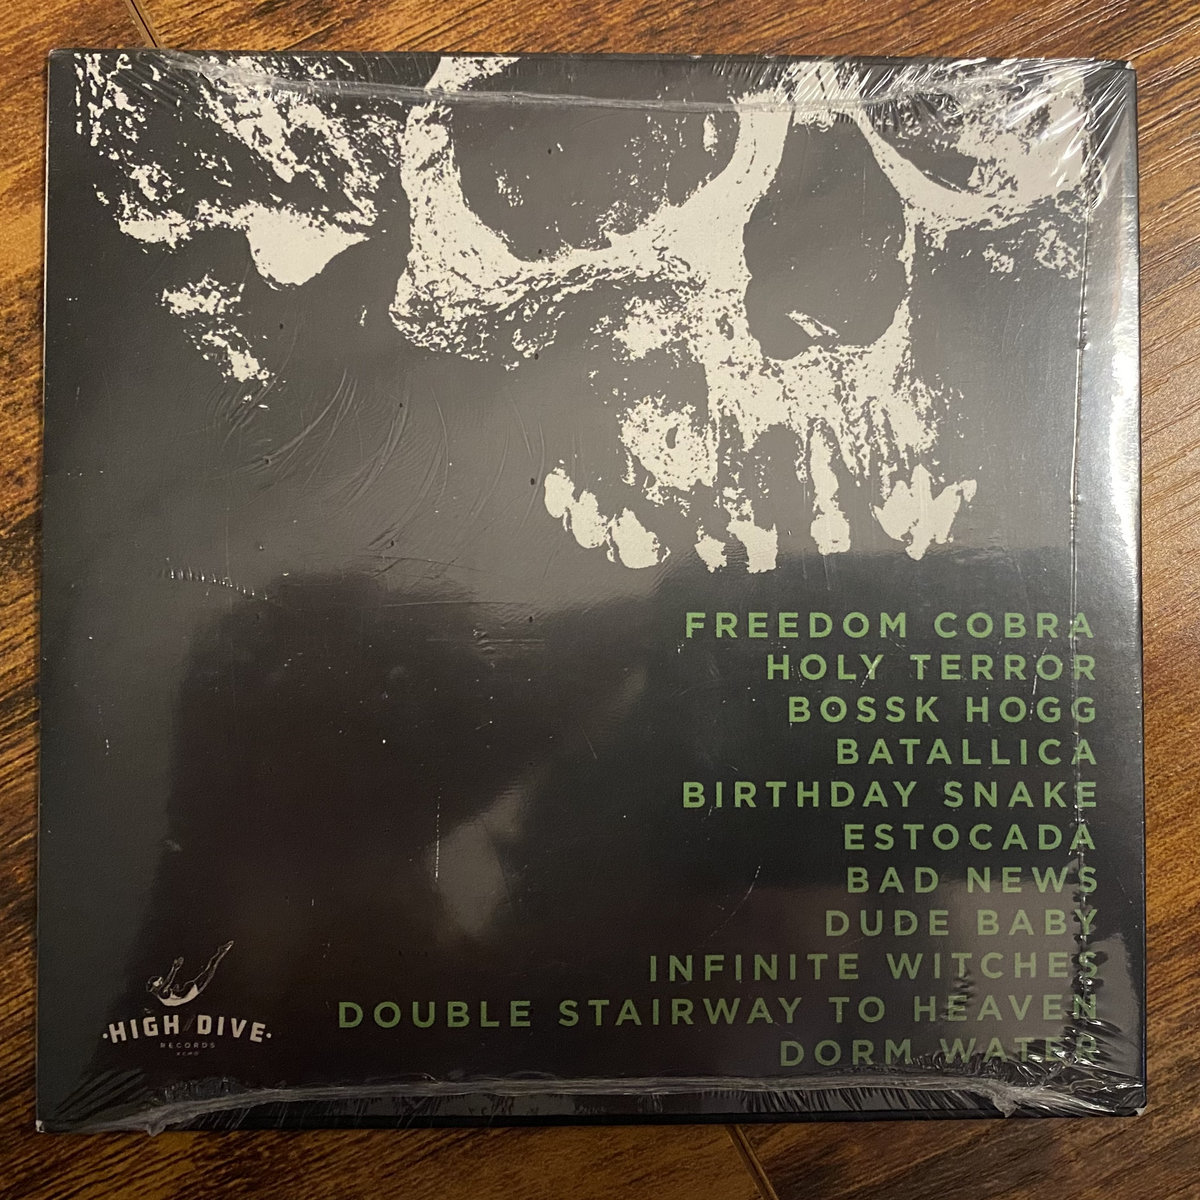 FREEDOM COBRA
HOLY TERROR
BOSSK HOGG
BATALLICA
BIRTHDAY SNAKE
ESTOCADA
BAD NEWS
DUDE BABY
INFINITE WITCHES
DOUBLE STAIRWAY TO HEAVEN
DORM WATER
·HIGH//DIVE·
RECORDS
KCMO